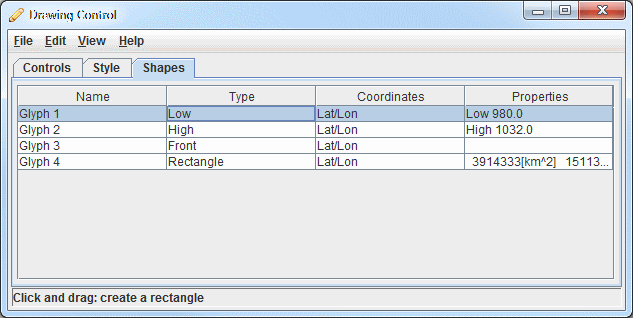 Drawing Control
File Edit View Help
Controls Style Shapes
Name Type Coordinates Properties
Glyph 1 Low Lat/Lon Low 980.0
Glyph 2 High Lat/Lon High 1032.0
Glyph 3 Front Lat/Lon
Glyph 4 Rectangle Lat/Lon 3914333[km^2] 15113...
Click and drag: create a rectangle